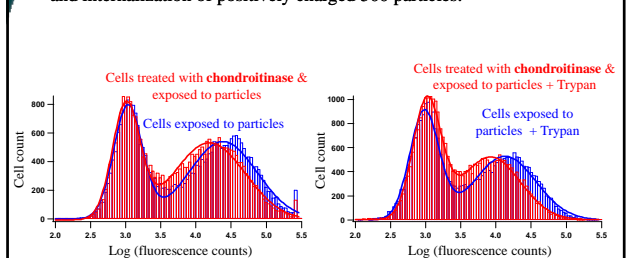 and internalization of positively charged 500 particles.
Cells treated with chondroitinase &
exposed to particles
Cells exposed to particles
800
600
400
200
0
Cell count
2.0 2.5 3.0 3.5 4.0 4.5 5.0 5.5
Log (fluorescence counts)
Cells treated with chondroitinase &
exposed to particles + Trypan
Cells exposed to
particles + Trypan
1000
800
600
400
200
0
Cell count
2.0 2.5 3.0 3.5 4.0 4.5 5.0 5.5
Log (fluorescence counts)